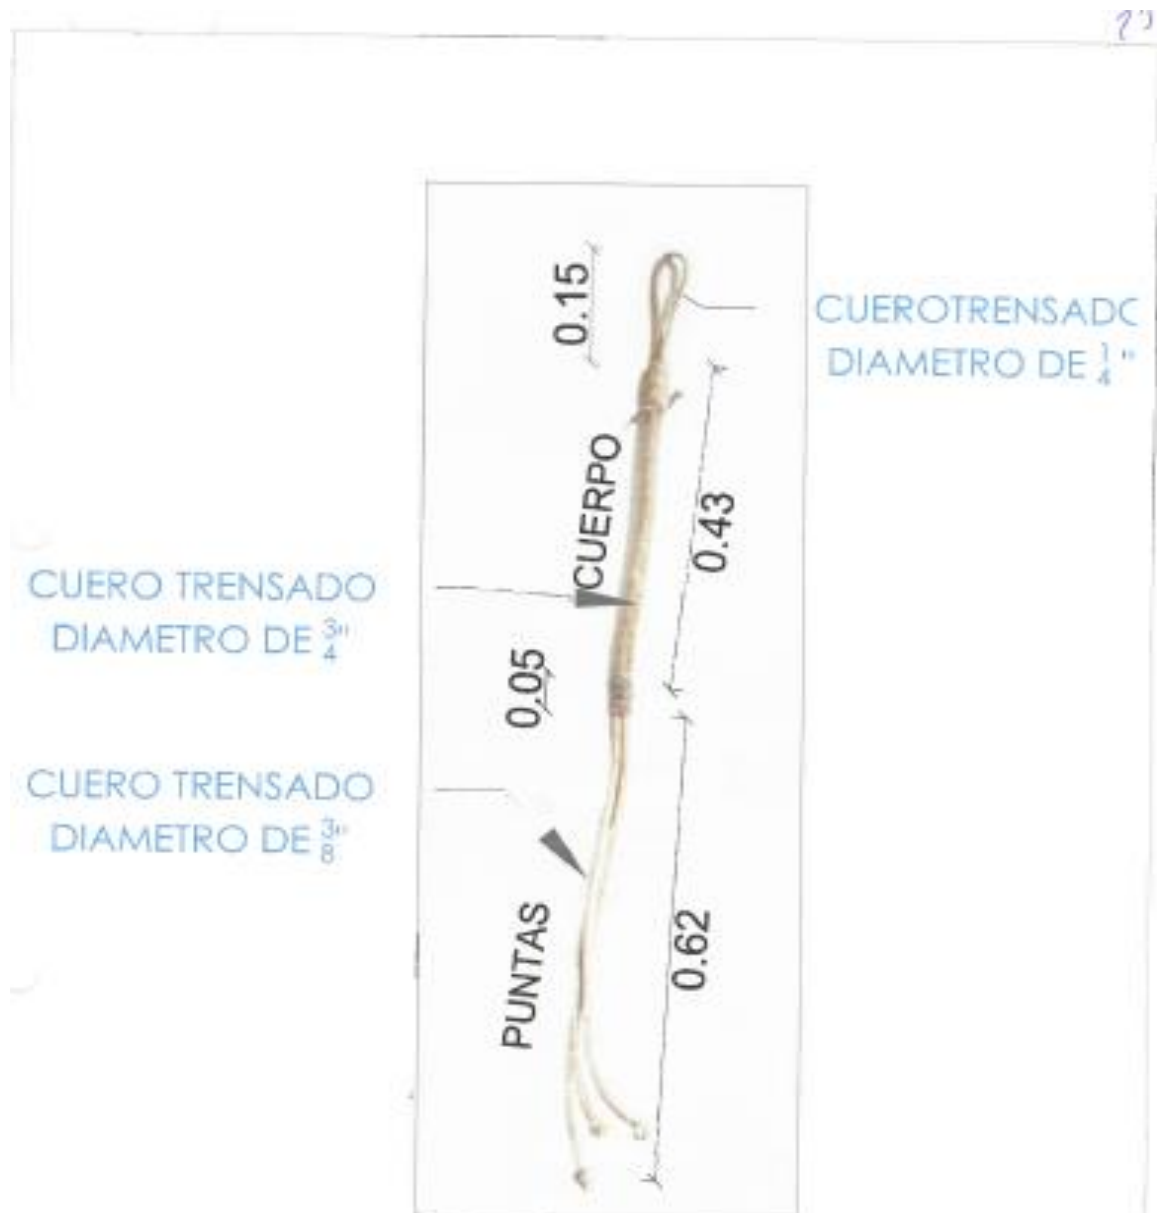 0.15
CUEROTRENSADO
DIAMETRO DE 1/4"
CUERPO
0.43
CUERO TRENSADO
DIAMETRO DE 3/4"
0.05
CUERO TRENSADO
DIAMETRO DE 3/8"
PUNTAS
0.62